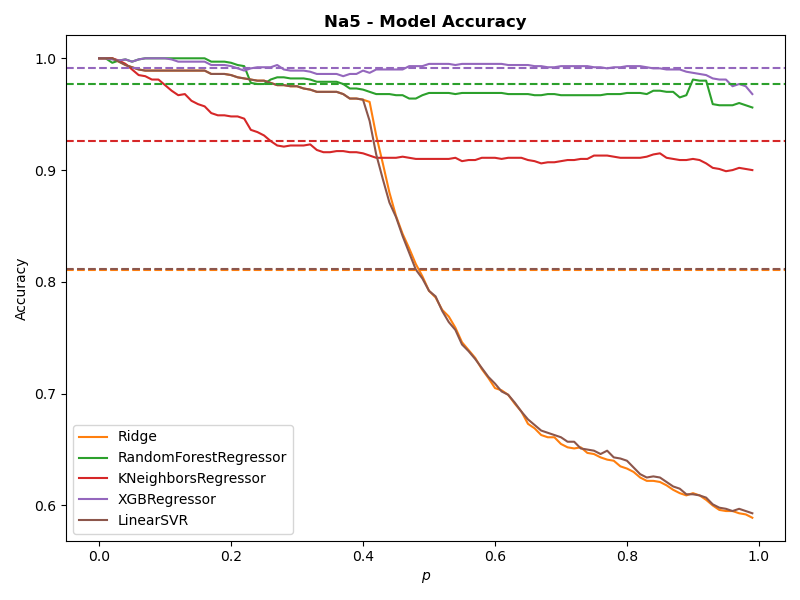 Na5 - Model Accuracy
Accuracy
1.0
0.9
0.8
0.7
0.6
Ridge
RandomForestRegressor
KNeighborsRegressor
XGBRegressor
LinearSVR
0.0 0.2 0.4 0.6 0.8 1.0
p